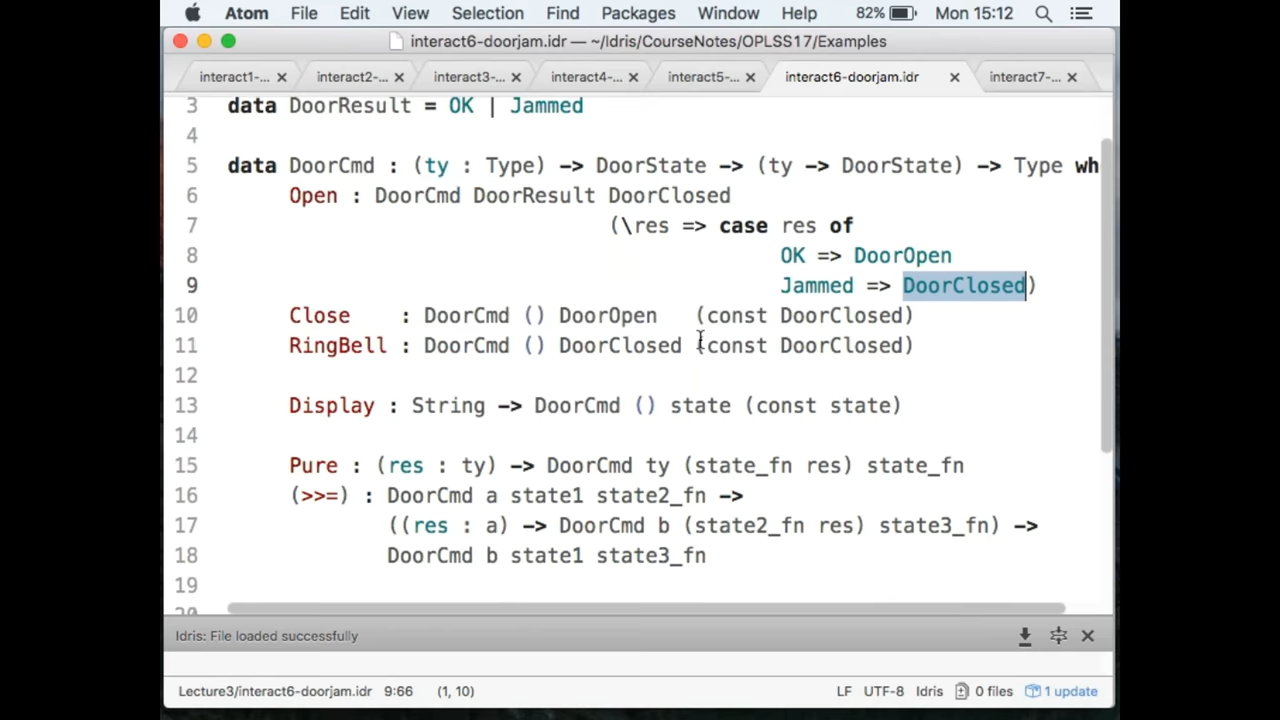 Atom File Edit View Selection Find Packages Window Help 82% Mon 15:12
interact6-doorjam.idr — ~/Idris/CourseNotes/OPLSS17/Examples
interact1-... interact2-... interact3-... interact4-... interact5-... interact6-doorjam.idr interact7-...
3 data DoorResult = OK | Jammed
4
5 data DoorCmd : (ty : Type) -> DoorState -> (ty -> DoorState) -> Type wh
6 Open : DoorCmd DoorResult DoorClosed
7 (\res => case res of
8 OK => DoorOpen
9 Jammed => DoorClosed)
10 Close : DoorCmd () DoorOpen (const DoorClosed)
11 RingBell : DoorCmd () DoorClosed (const DoorClosed)
12
13 Display : String -> DoorCmd () state (const state)
14
15 Pure : (res : ty) -> DoorCmd ty (state_fn res) state_fn
16 (>>=) : DoorCmd a state1 state2_fn ->
17 ((res : a) -> DoorCmd b (state2_fn res) state3_fn) ->
18 DoorCmd b state1 state3_fn
19
20
Idris: File loaded successfully
Lecture3/interact6-doorjam.idr 9:66 (1, 10) LF UTF-8 Idris 0 files 1 update